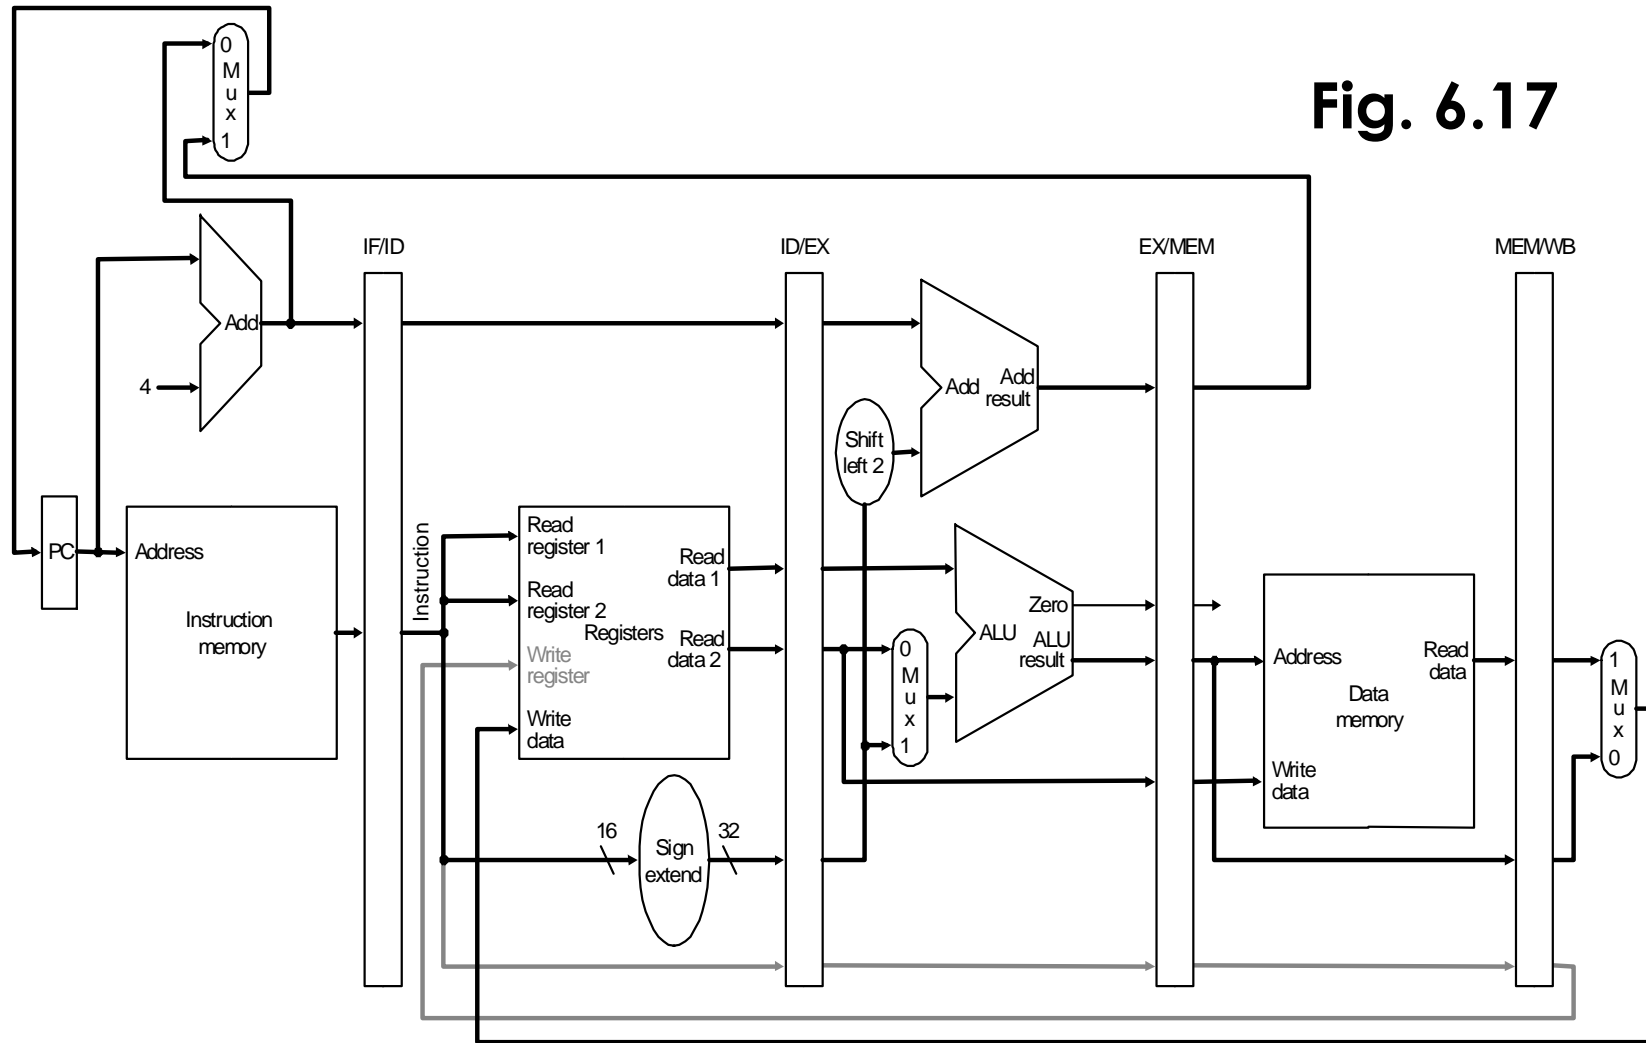 Fig. 6.17
0
M
u
x
1
IF/ID
ID/EX
EX/MEM
MEM/WB
Add
4
Add
Add
result
Shift
left 2
PC
Address
Instruction
memory
Instruction
Read
register 1
Read
register 2
Write
register
Write
data
Registers
Read
data 1
Read
data 2
0
M
u
x
1
Zero
ALU
ALU
result
Address
Read
data
Data
memory
Write
data
1
M
u
x
0
16
Sign
extend
32